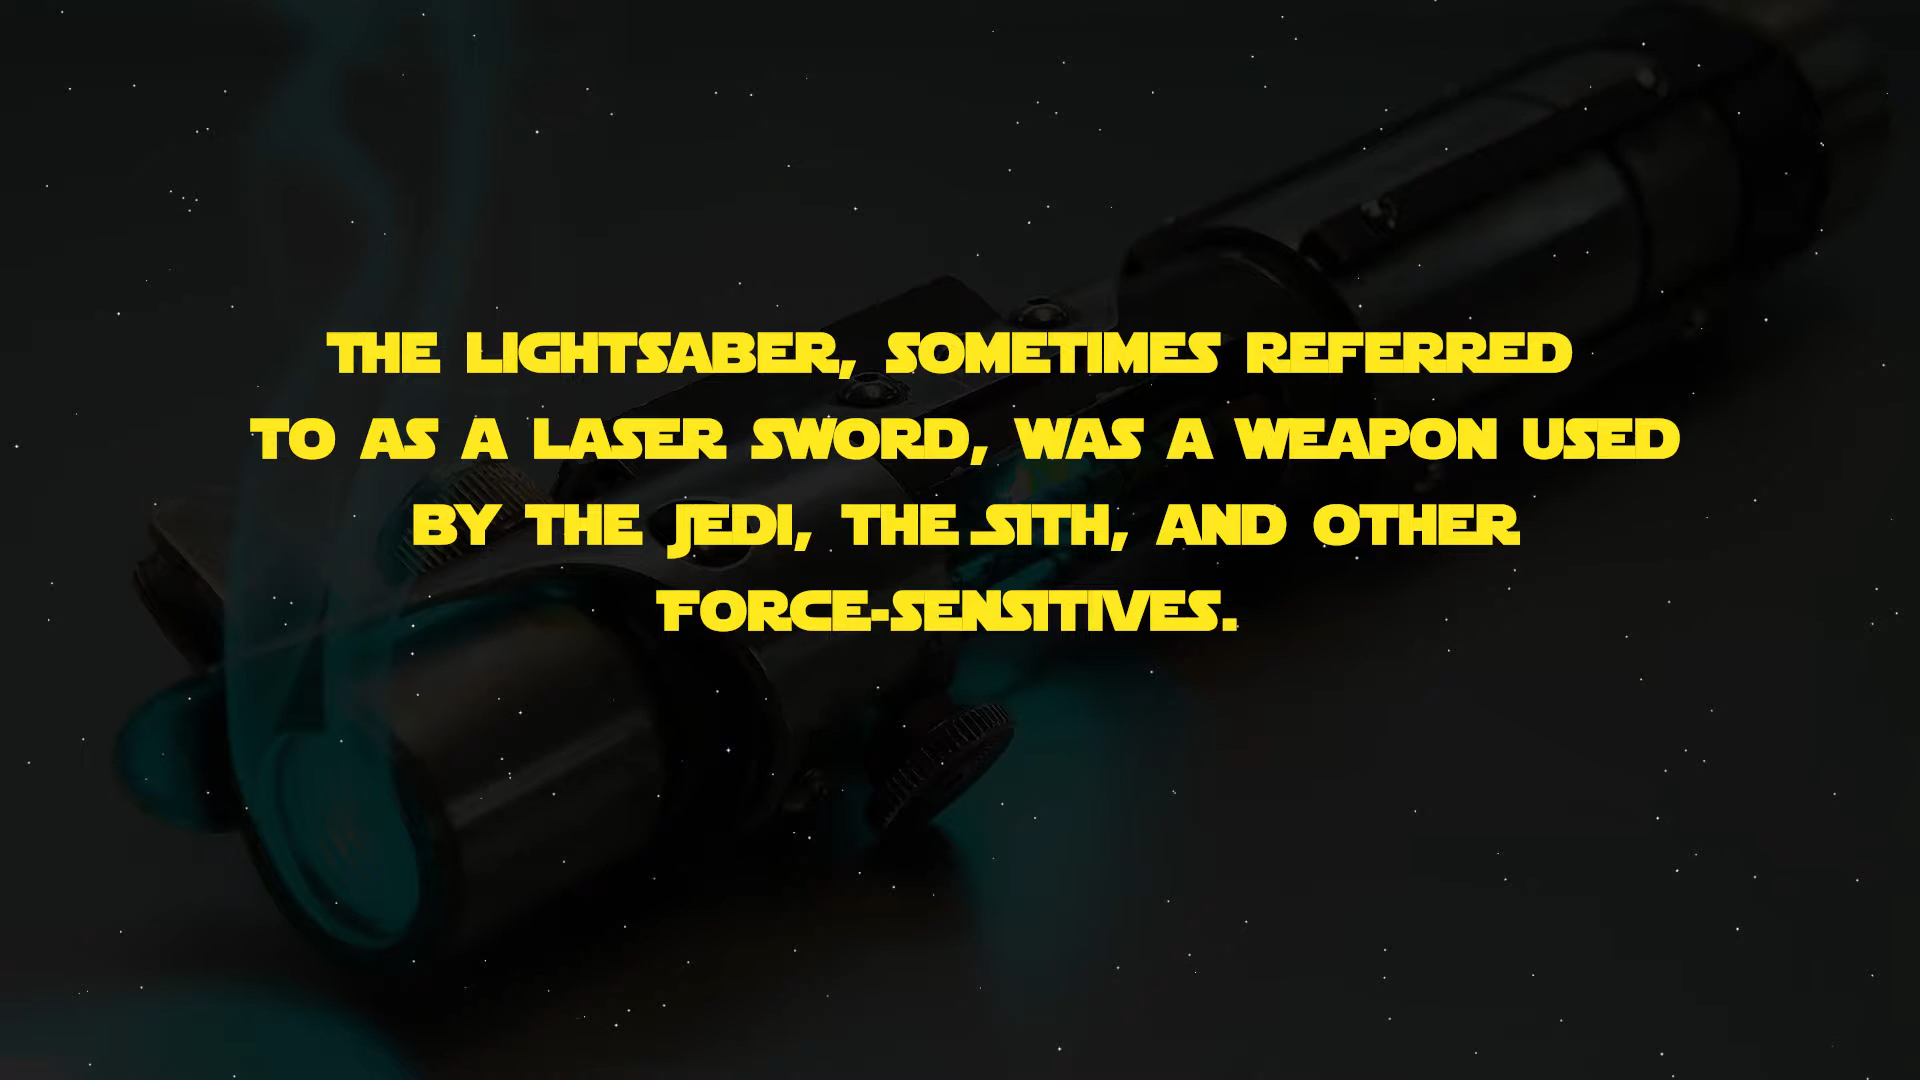 THE LIGHTSABER, SOMETIMES REFERRED
TO AS A LASER SWORD, WAS A WEAPON USED
BY THE JEDI, THE SITH, AND OTHER
FORCE-SENSITIVES.